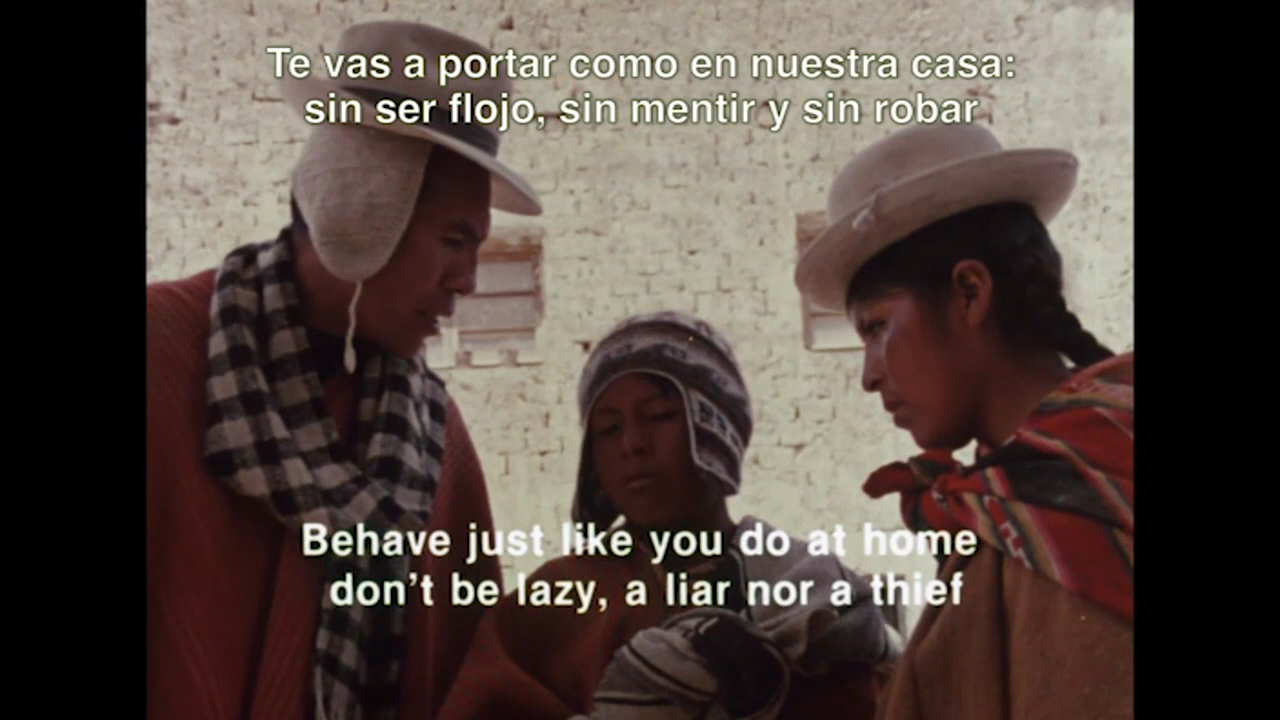 Te vas a portar como en nuestra casa:
sin ser flojo, sin mentir y sin robar
Behave just like you do at home
don't be lazy, a liar nor a thief